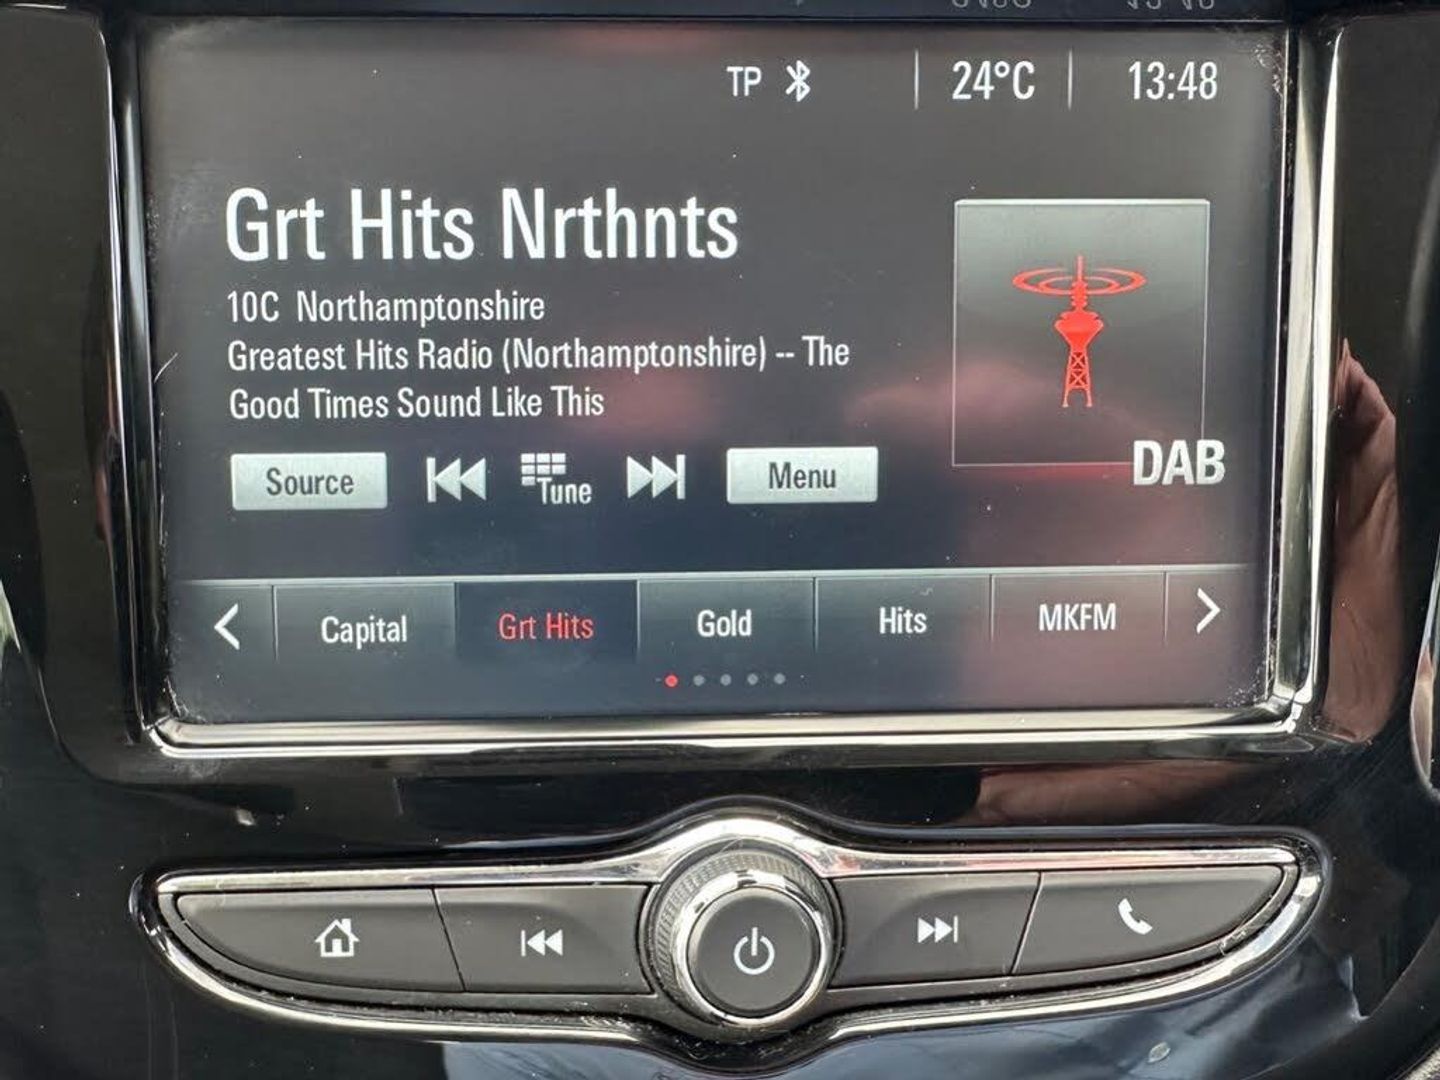 TP 24°C 13:48
Grt Hits Nrthnts
10C Northamptonshire
Greatest Hits Radio (Northamptonshire) -- The
Good Times Sound Like This
Source Tune Menu
DAB
Capital Grt Hits Gold Hits MKFM